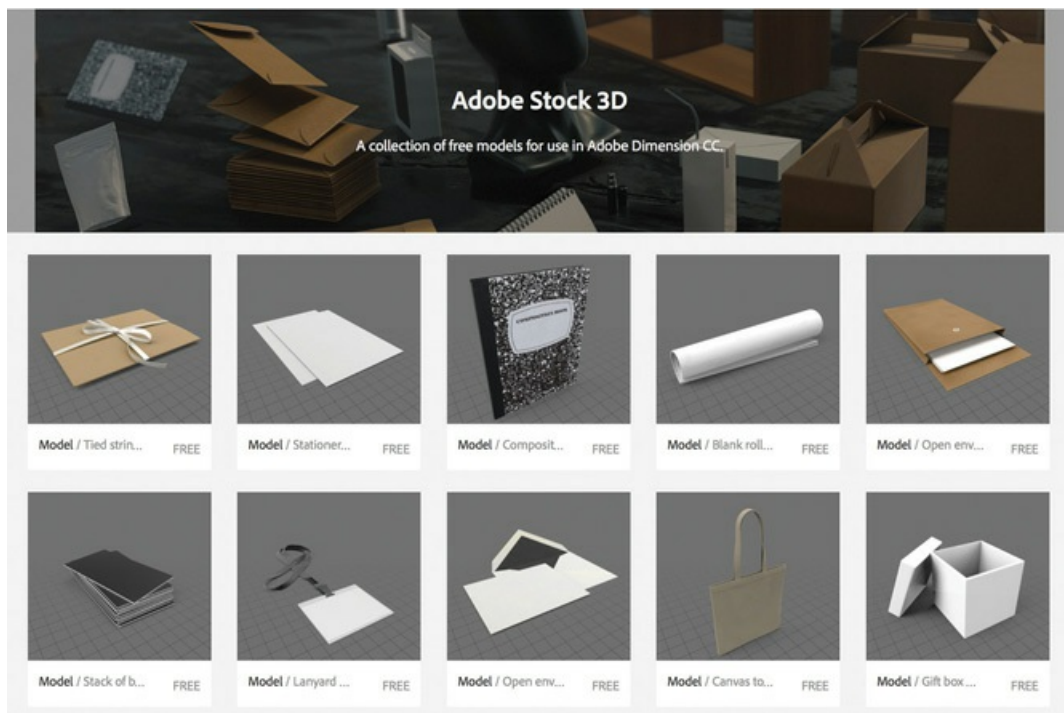 Adobe Stock 3D
A collection of free models for use in Adobe Dimension CC.
COMPOSITION BOOK
Model / Tied strin... FREE
Model / Stationer... FREE
Model / Composit... FREE
Model / Blank roll... FREE
Model / Open env... FREE
Model / Stack of b... FREE
Model / Lanyard ... FREE
Model / Open env... FREE
Model / Canvas to... FREE
Model / Gift box ... FREE